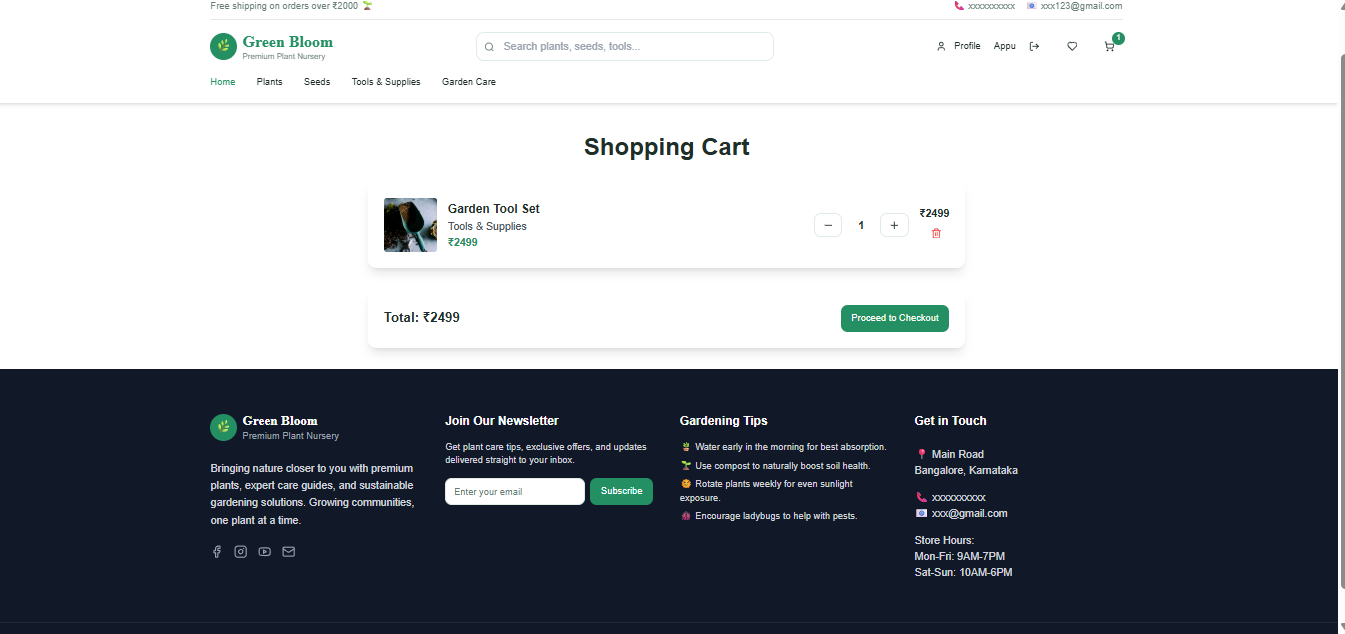 Free shipping on orders over ₹2000 🌱
📞 xxxxxxxxxx 📧 xxx123@gmail.com
Green Bloom
Premium Plant Nursery
Search plants, seeds, tools...
Profile Appu
1
Home Plants Seeds Tools & Supplies Garden Care
Shopping Cart
Garden Tool Set
Tools & Supplies
₹2499
− 1 +
₹2499
Total: ₹2499
Proceed to Checkout
Green Bloom
Premium Plant Nursery
Bringing nature closer to you with premium
plants, expert care guides, and sustainable
gardening solutions. Growing communities,
one plant at a time.
Join Our Newsletter
Get plant care tips, exclusive offers, and updates
delivered straight to your inbox.
Enter your email
Subscribe
Gardening Tips
🪴 Water early in the morning for best absorption.
🌱 Use compost to naturally boost soil health.
🌞 Rotate plants weekly for even sunlight
exposure.
🐞 Encourage ladybugs to help with pests.
Get in Touch
📍 Main Road
Bangalore, Karnataka
📞 xxxxxxxxxx
📧 xxx@gmail.com
Store Hours:
Mon-Fri: 9AM-7PM
Sat-Sun: 10AM-6PM